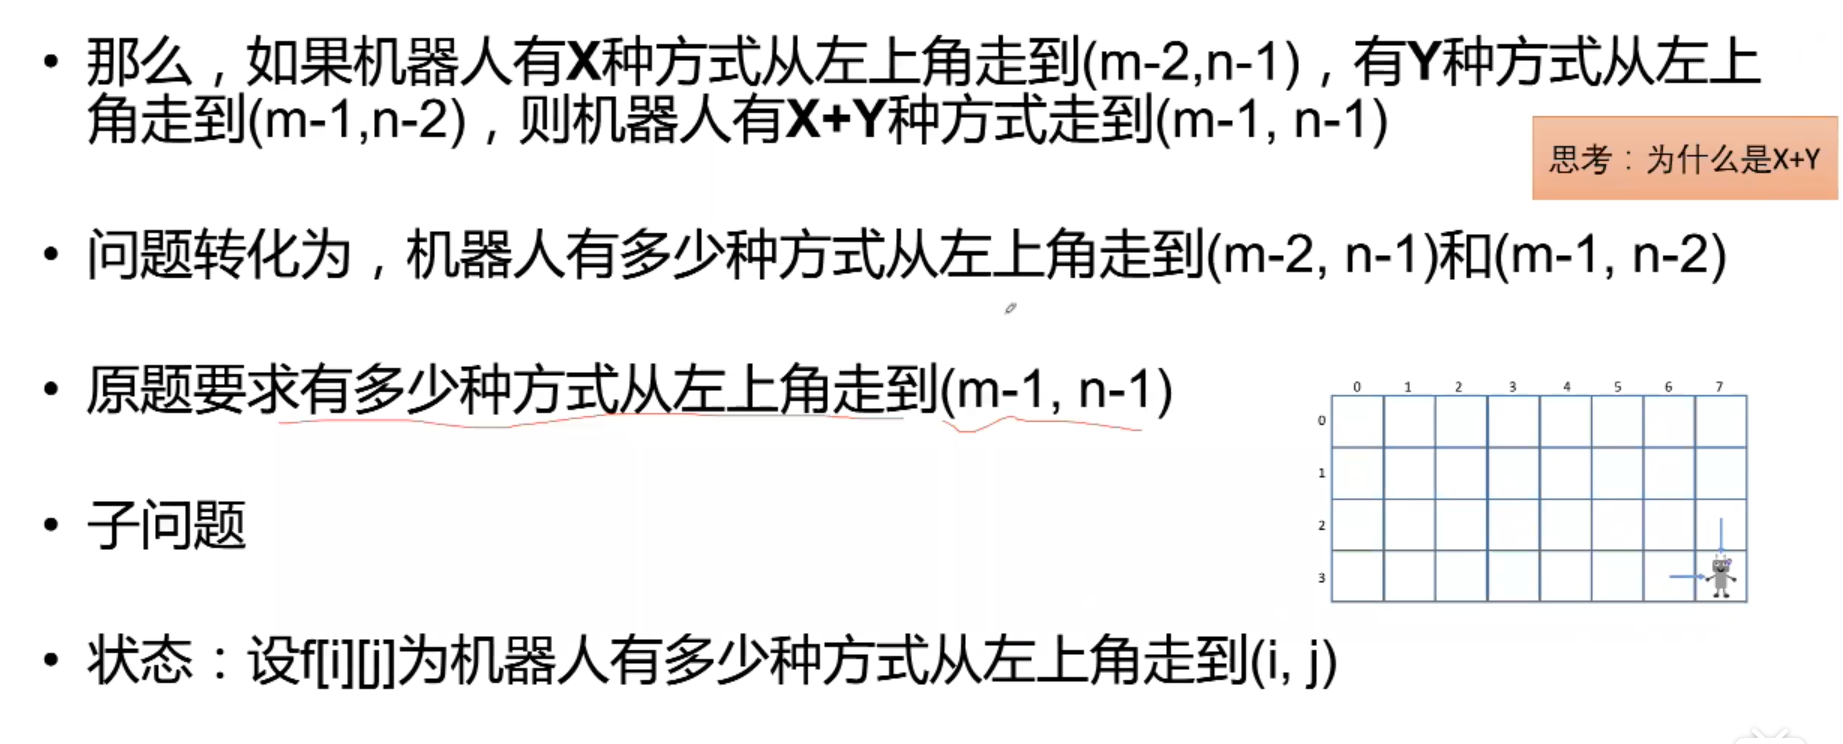 • 那么，如果机器人有X种方式从左上角走到(m-2,n-1)，有Y种方式从左上
角走到(m-1,n-2)，则机器人有X+Y种方式走到(m-1, n-1)
思考：为什么是X+Y
• 问题转化为，机器人有多少种方式从左上角走到(m-2, n-1)和(m-1, n-2)
• 原题要求有多少种方式从左上角走到(m-1, n-1)
0 1 2 3 4 5 6 7
0
1
2
3
• 子问题
• 状态：设f[i][j]为机器人有多少种方式从左上角走到(i, j)